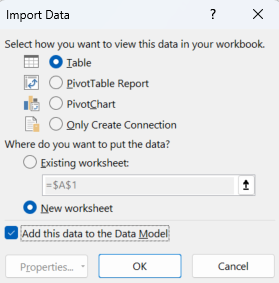 Import Data
?
Select how you want to view this data in your workbook.
Table
PivotTable Report
PivotChart
Only Create Connection
Where do you want to put the data?
Existing worksheet:
=$A$1
New worksheet
Add this data to the Data Model
Properties...
OK
Cancel